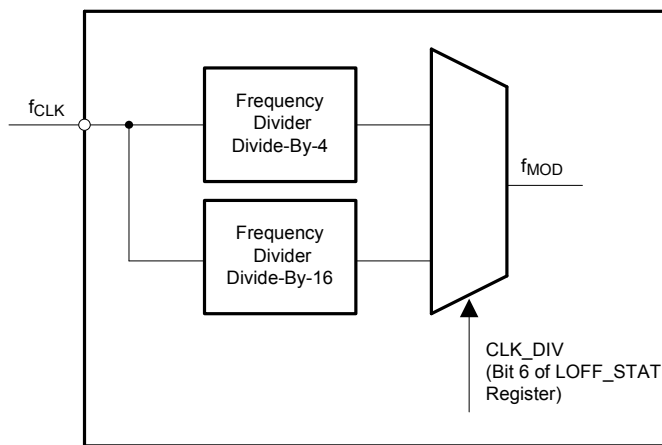 fCLK
Frequency
Divider
Divide-By-4
fMOD
Frequency
Divider
Divide-By-16
CLK_DIV
(Bit 6 of LOFF_STAT
Register)